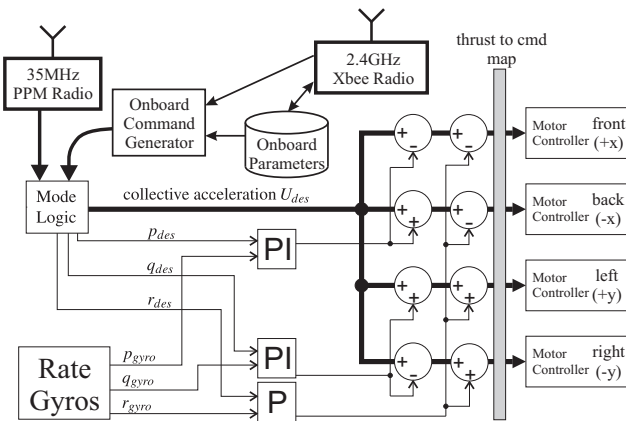 35MHz
PPM Radio
2.4GHz
Xbee Radio
thrust to cmd
map
Onboard
Command
Generator
Onboard
Parameters
Mode
Logic
collective acceleration U_des
p_des
q_des
r_des
PI
PI
P
Rate
Gyros
p_gyro
q_gyro
r_gyro
+ - + -
+ + + -
+ + + +
+ - + +
Motor
Controller
front
(+x)
Motor
Controller
back
(-x)
Motor
Controller
left
(+y)
Motor
Controller
right
(-y)